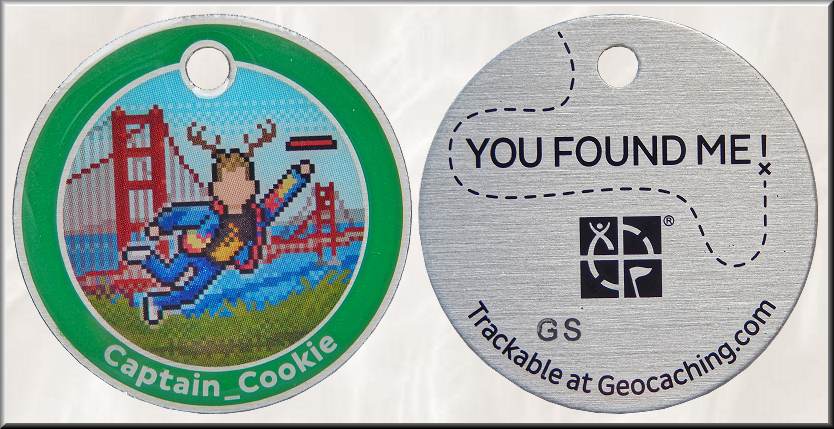 Captain_Cookie
YOU FOUND ME!
®
GS
Trackable at Geocaching.com